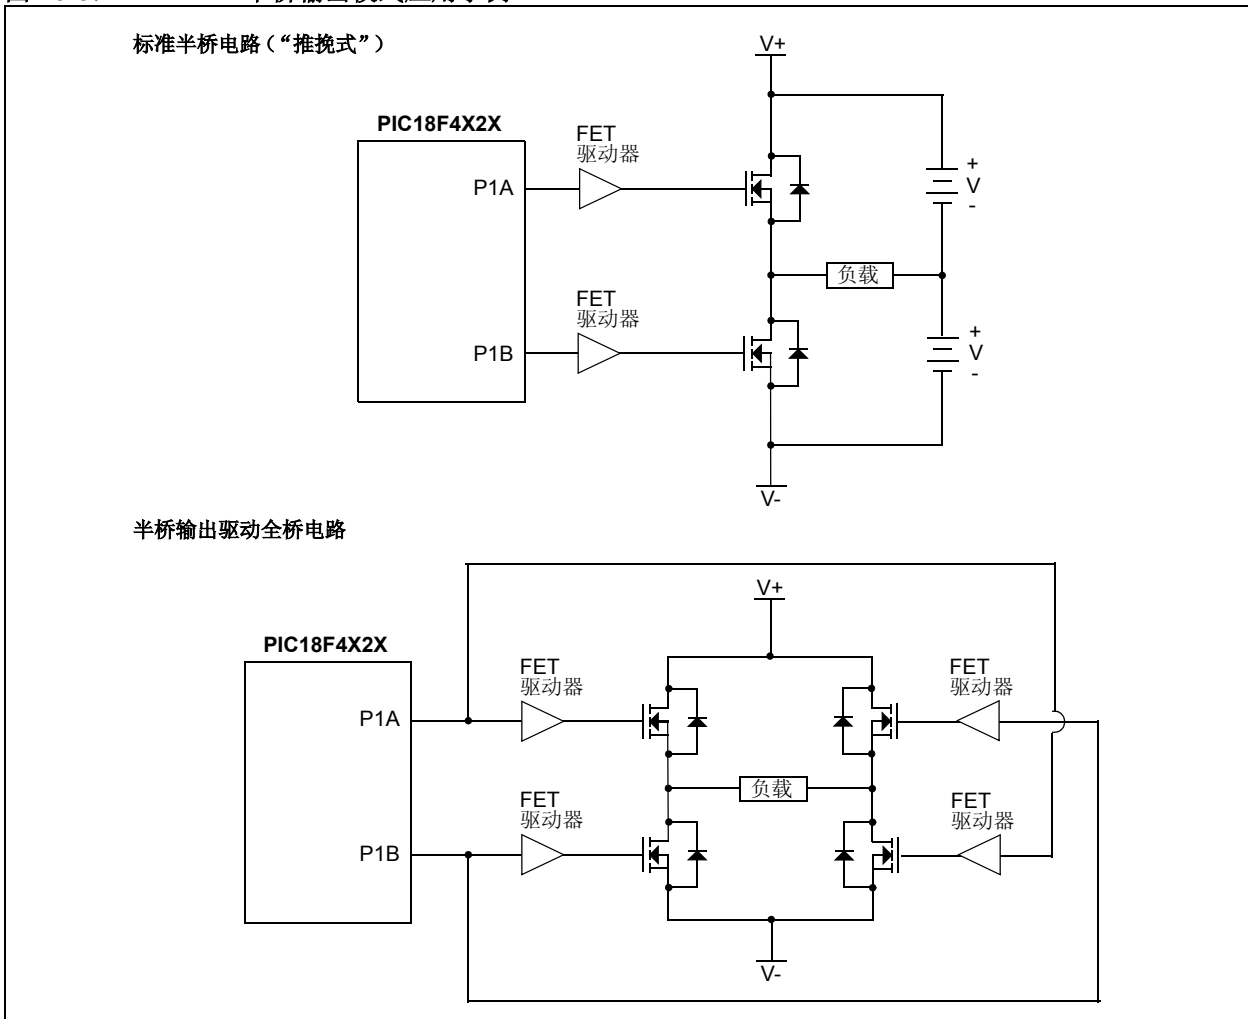 标准半桥电路（“推挽式”）
V+
PIC18F4X2X
FET
驱动器
P1A
+
V
-
负载
FET
驱动器
P1B
+
V
-
V-
半桥输出驱动全桥电路
V+
PIC18F4X2X
FET
驱动器
FET
驱动器
P1A
负载
FET
驱动器
FET
驱动器
P1B
V-